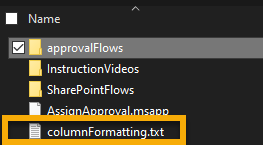 Name
approvalFlows
InstructionVideos
SharePointFlows
AssignApproval.msapp
columnFormatting.txt